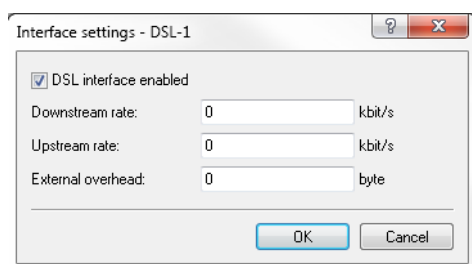 Interface settings - DSL-1
DSL interface enabled
Downstream rate: 0 kbit/s
Upstream rate: 0 kbit/s
External overhead: 0 byte
OK Cancel